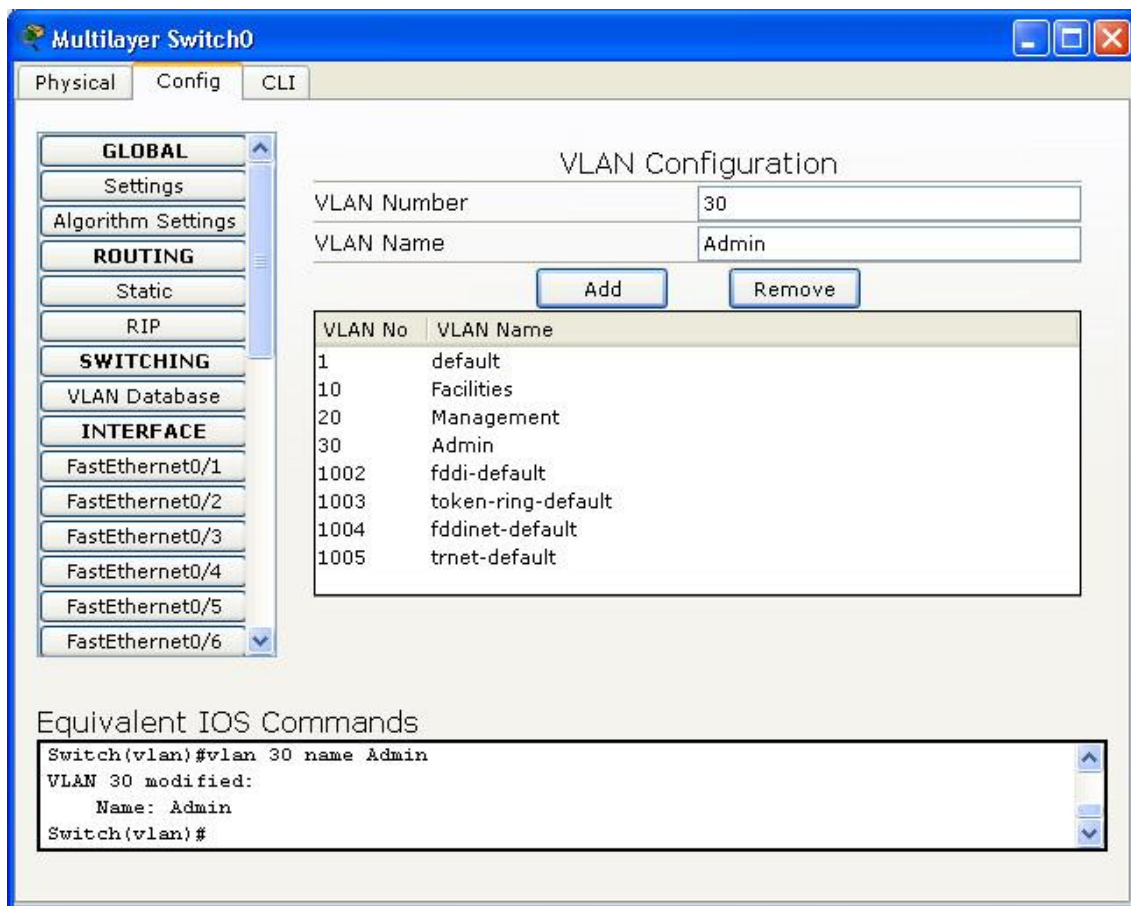 Multilayer Switch0
Physical Config CLI
GLOBAL
Settings
Algorithm Settings
ROUTING
Static
RIP
SWITCHING
VLAN Database
INTERFACE
FastEthernet0/1
FastEthernet0/2
FastEthernet0/3
FastEthernet0/4
FastEthernet0/5
FastEthernet0/6
VLAN Configuration
VLAN Number 30
VLAN Name Admin
Add Remove
VLAN No VLAN Name
1 default
10 Facilities
20 Management
30 Admin
1002 fddi-default
1003 token-ring-default
1004 fddinet-default
1005 trnet-default
Equivalent IOS Commands
Switch(vlan)#vlan 30 name Admin
VLAN 30 modified:
Name: Admin
Switch(vlan)#